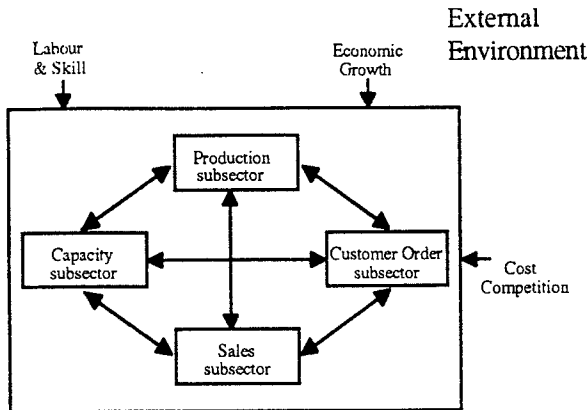 External
Environment
Labour
& Skill
Economic
Growth
Production
subsector
Capacity
subsector
Customer Order
subsector
Cost
Competition
Sales
subsector